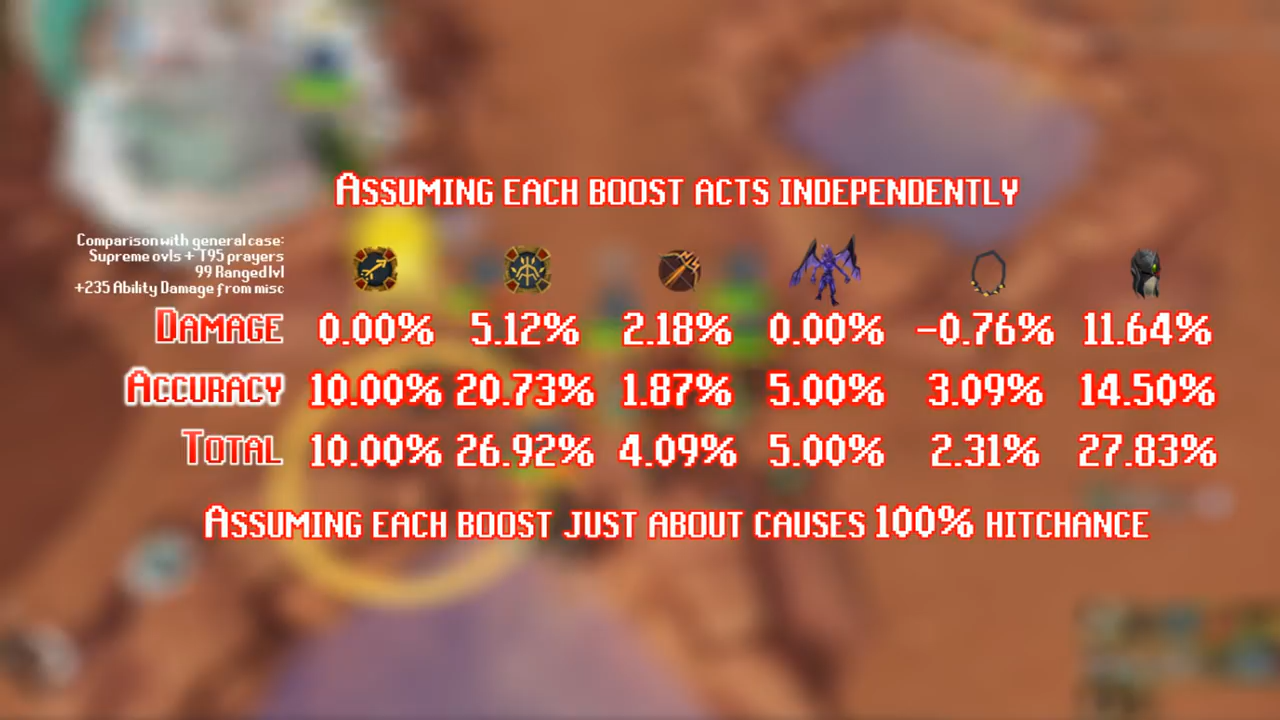 Assuming each boost acts independently
Comparison with general case:
Supreme ovls + T95 prayers
99 Ranged lvl
+235 Ability Damage from misc
Damage 0.00% 5.12% 2.18% 0.00% -0.76% 11.64%
Accuracy 10.00% 20.73% 1.87% 5.00% 3.09% 14.50%
Total 10.00% 26.92% 4.09% 5.00% 2.31% 27.83%
Assuming each boost just about causes 100% hitchance